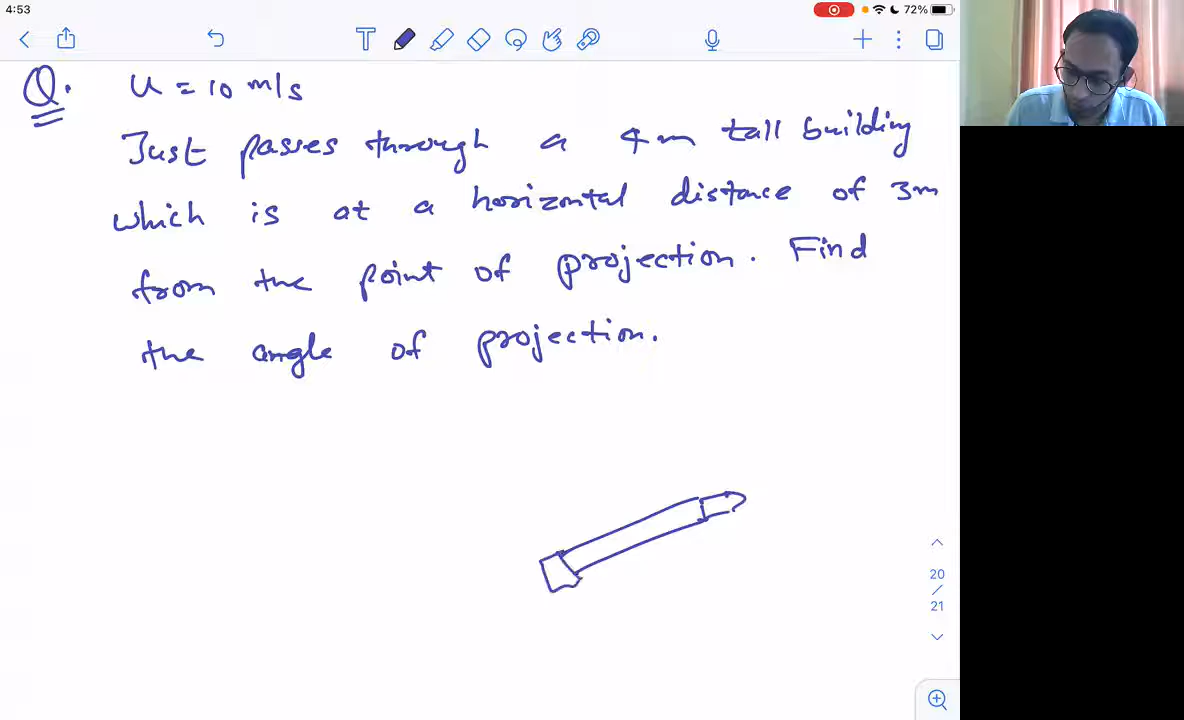 4:53
72%
T
Q. u = 10 m/s
Just passes through a 4m tall building
which is at a horizontal distance of 3m
from the point of projection. Find
the angle of projection.
20
/
21